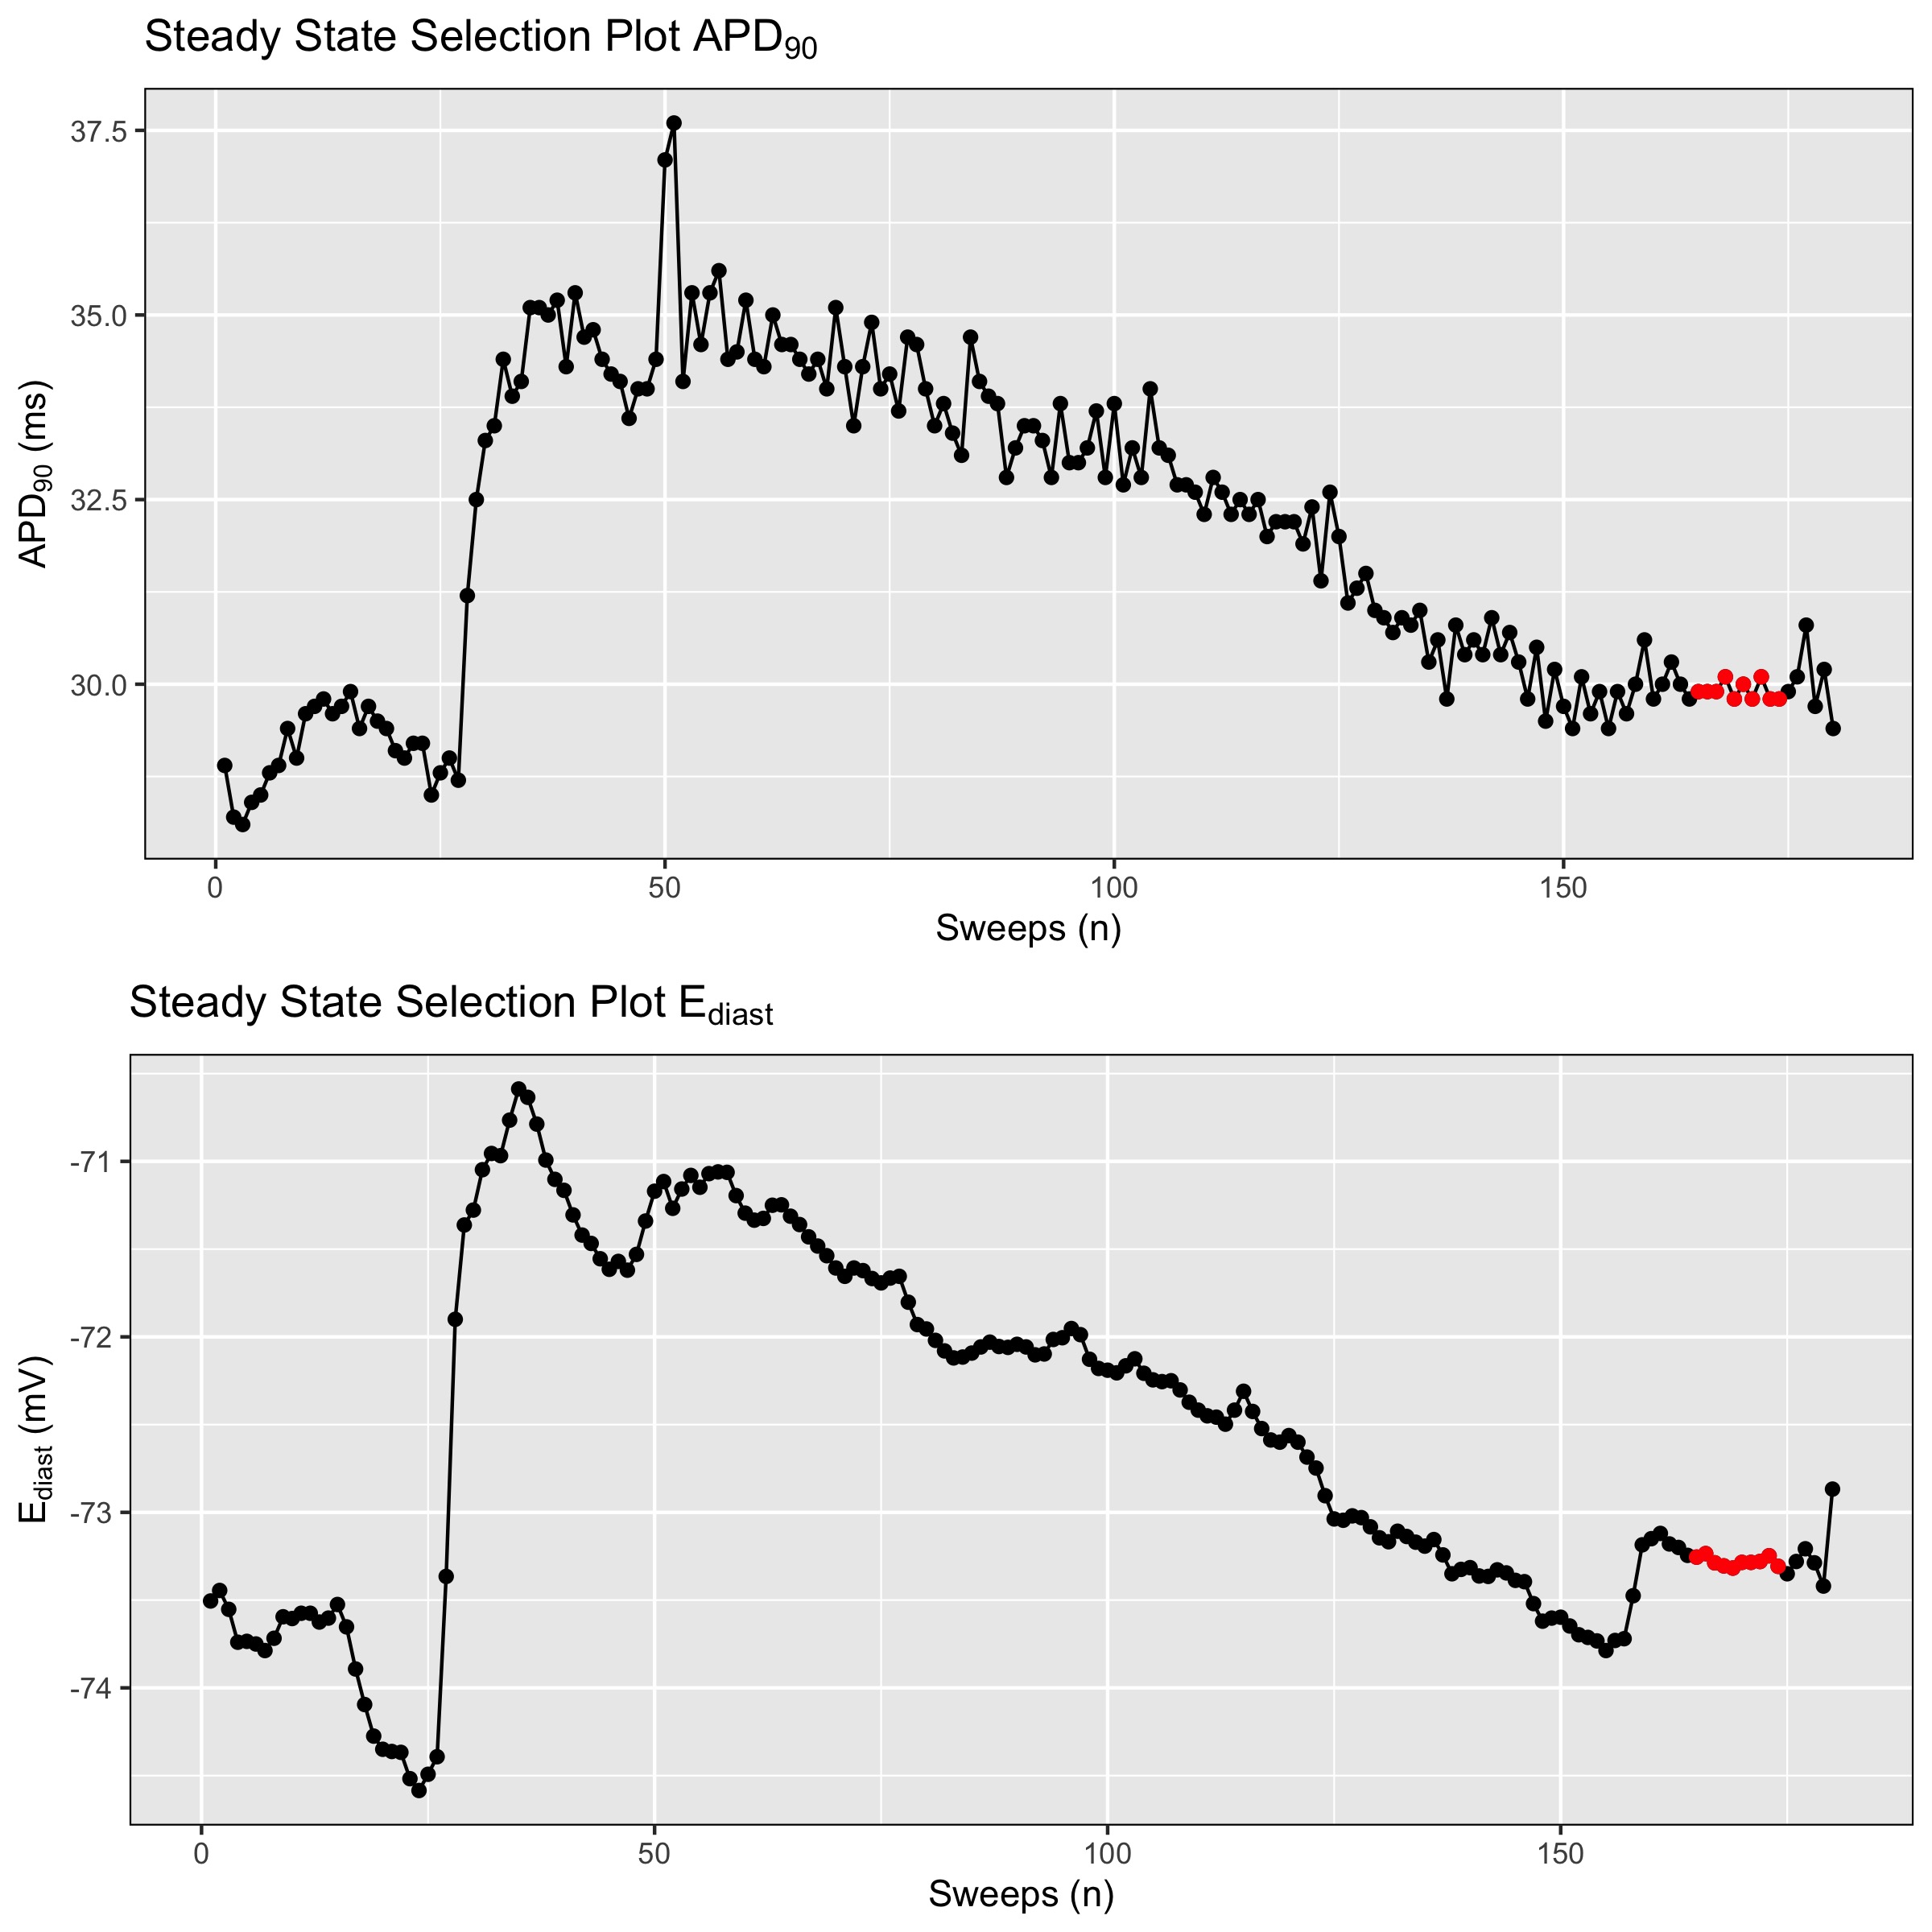 Steady State Selection Plot APD90
37.5
35.0
32.5
30.0
APD90 (ms)
0 50 100 150
Sweeps (n)
Steady State Selection Plot Ediast
-71
-72
-73
-74
Ediast (mV)
0 50 100 150
Sweeps (n)